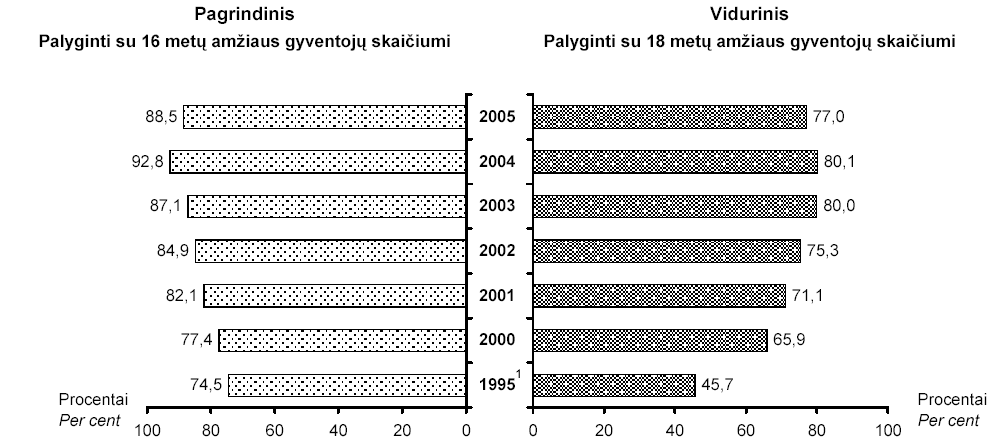 Pagrindinis
Palyginti su 16 metų amžiaus gyventojų skaičiumi
Vidurinis
Palyginti su 18 metų amžiaus gyventojų skaičiumi
88,5 2005 77,0
92,8 2004 80,1
87,1 2003 80,0
84,9 2002 75,3
82,1 2001 71,1
77,4 2000 65,9
74,5 1995¹ 45,7
Procentai
Per cent
100 80 60 40 20 0
0 20 40 60 80 100
Procentai
Per cent